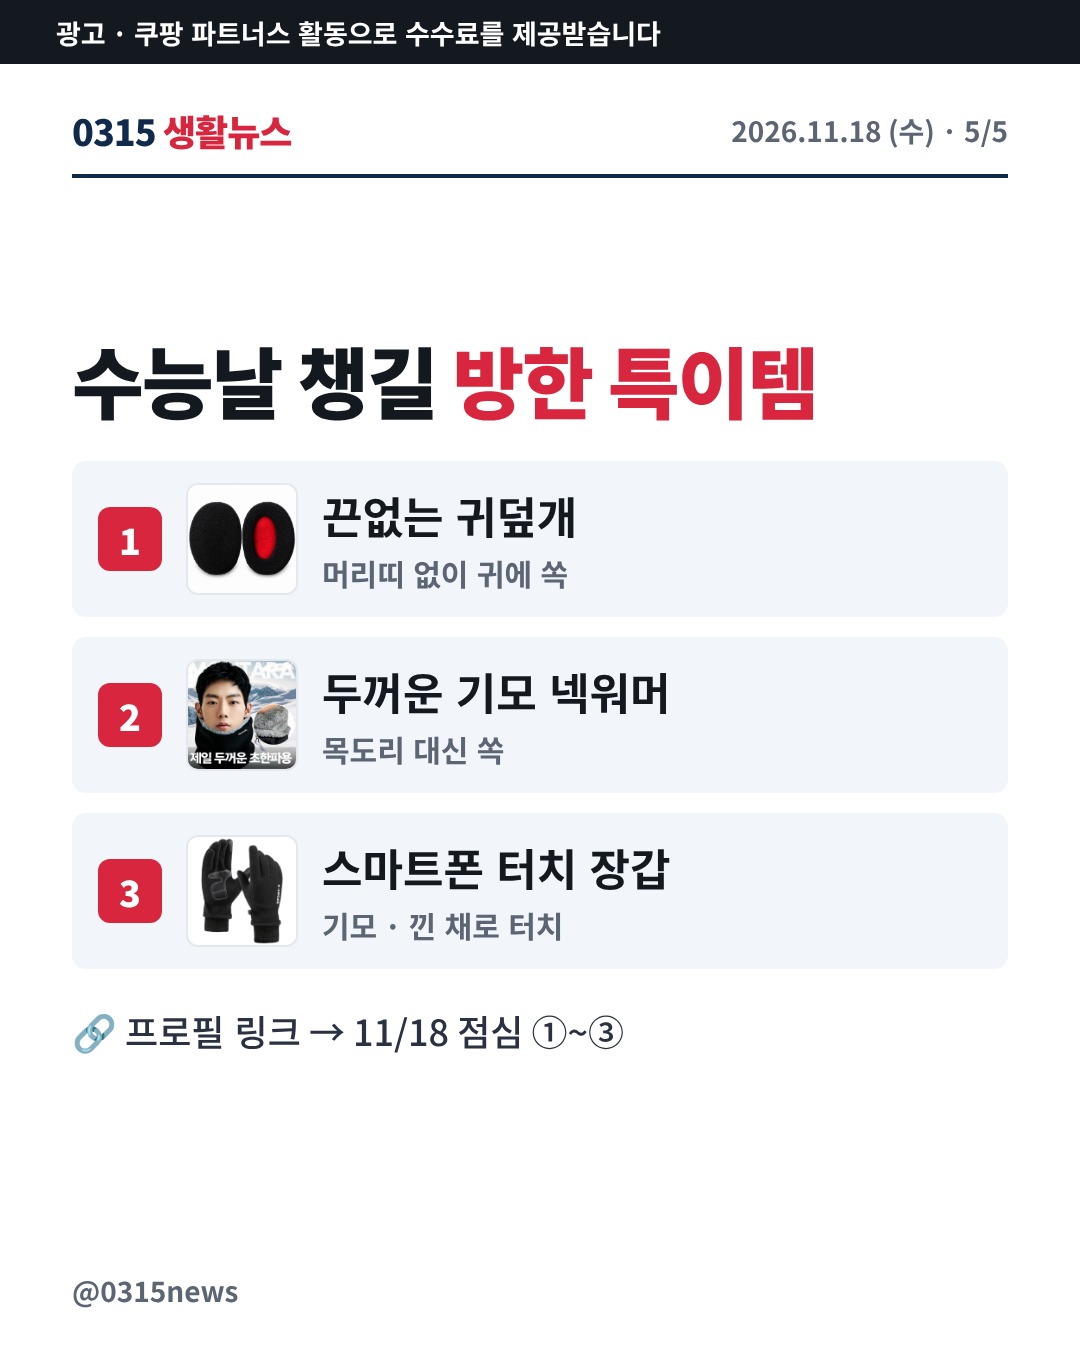 광고 · 쿠팡 파트너스 활동으로 수수료를 제공받습니다
0315 생활뉴스
2026.11.18 (수) · 5/5
수능날 챙길 방한 특이템
1
끈없는 귀덮개
머리띠 없이 귀에 쏙
2
제일 두꺼운 초한파용
두꺼운 기모 넥워머
목도리 대신 쏙
3
스마트폰 터치 장갑
기모 · 낀 채로 터치
🔗 프로필 링크 → 11/18 점심 ①~③
@0315news